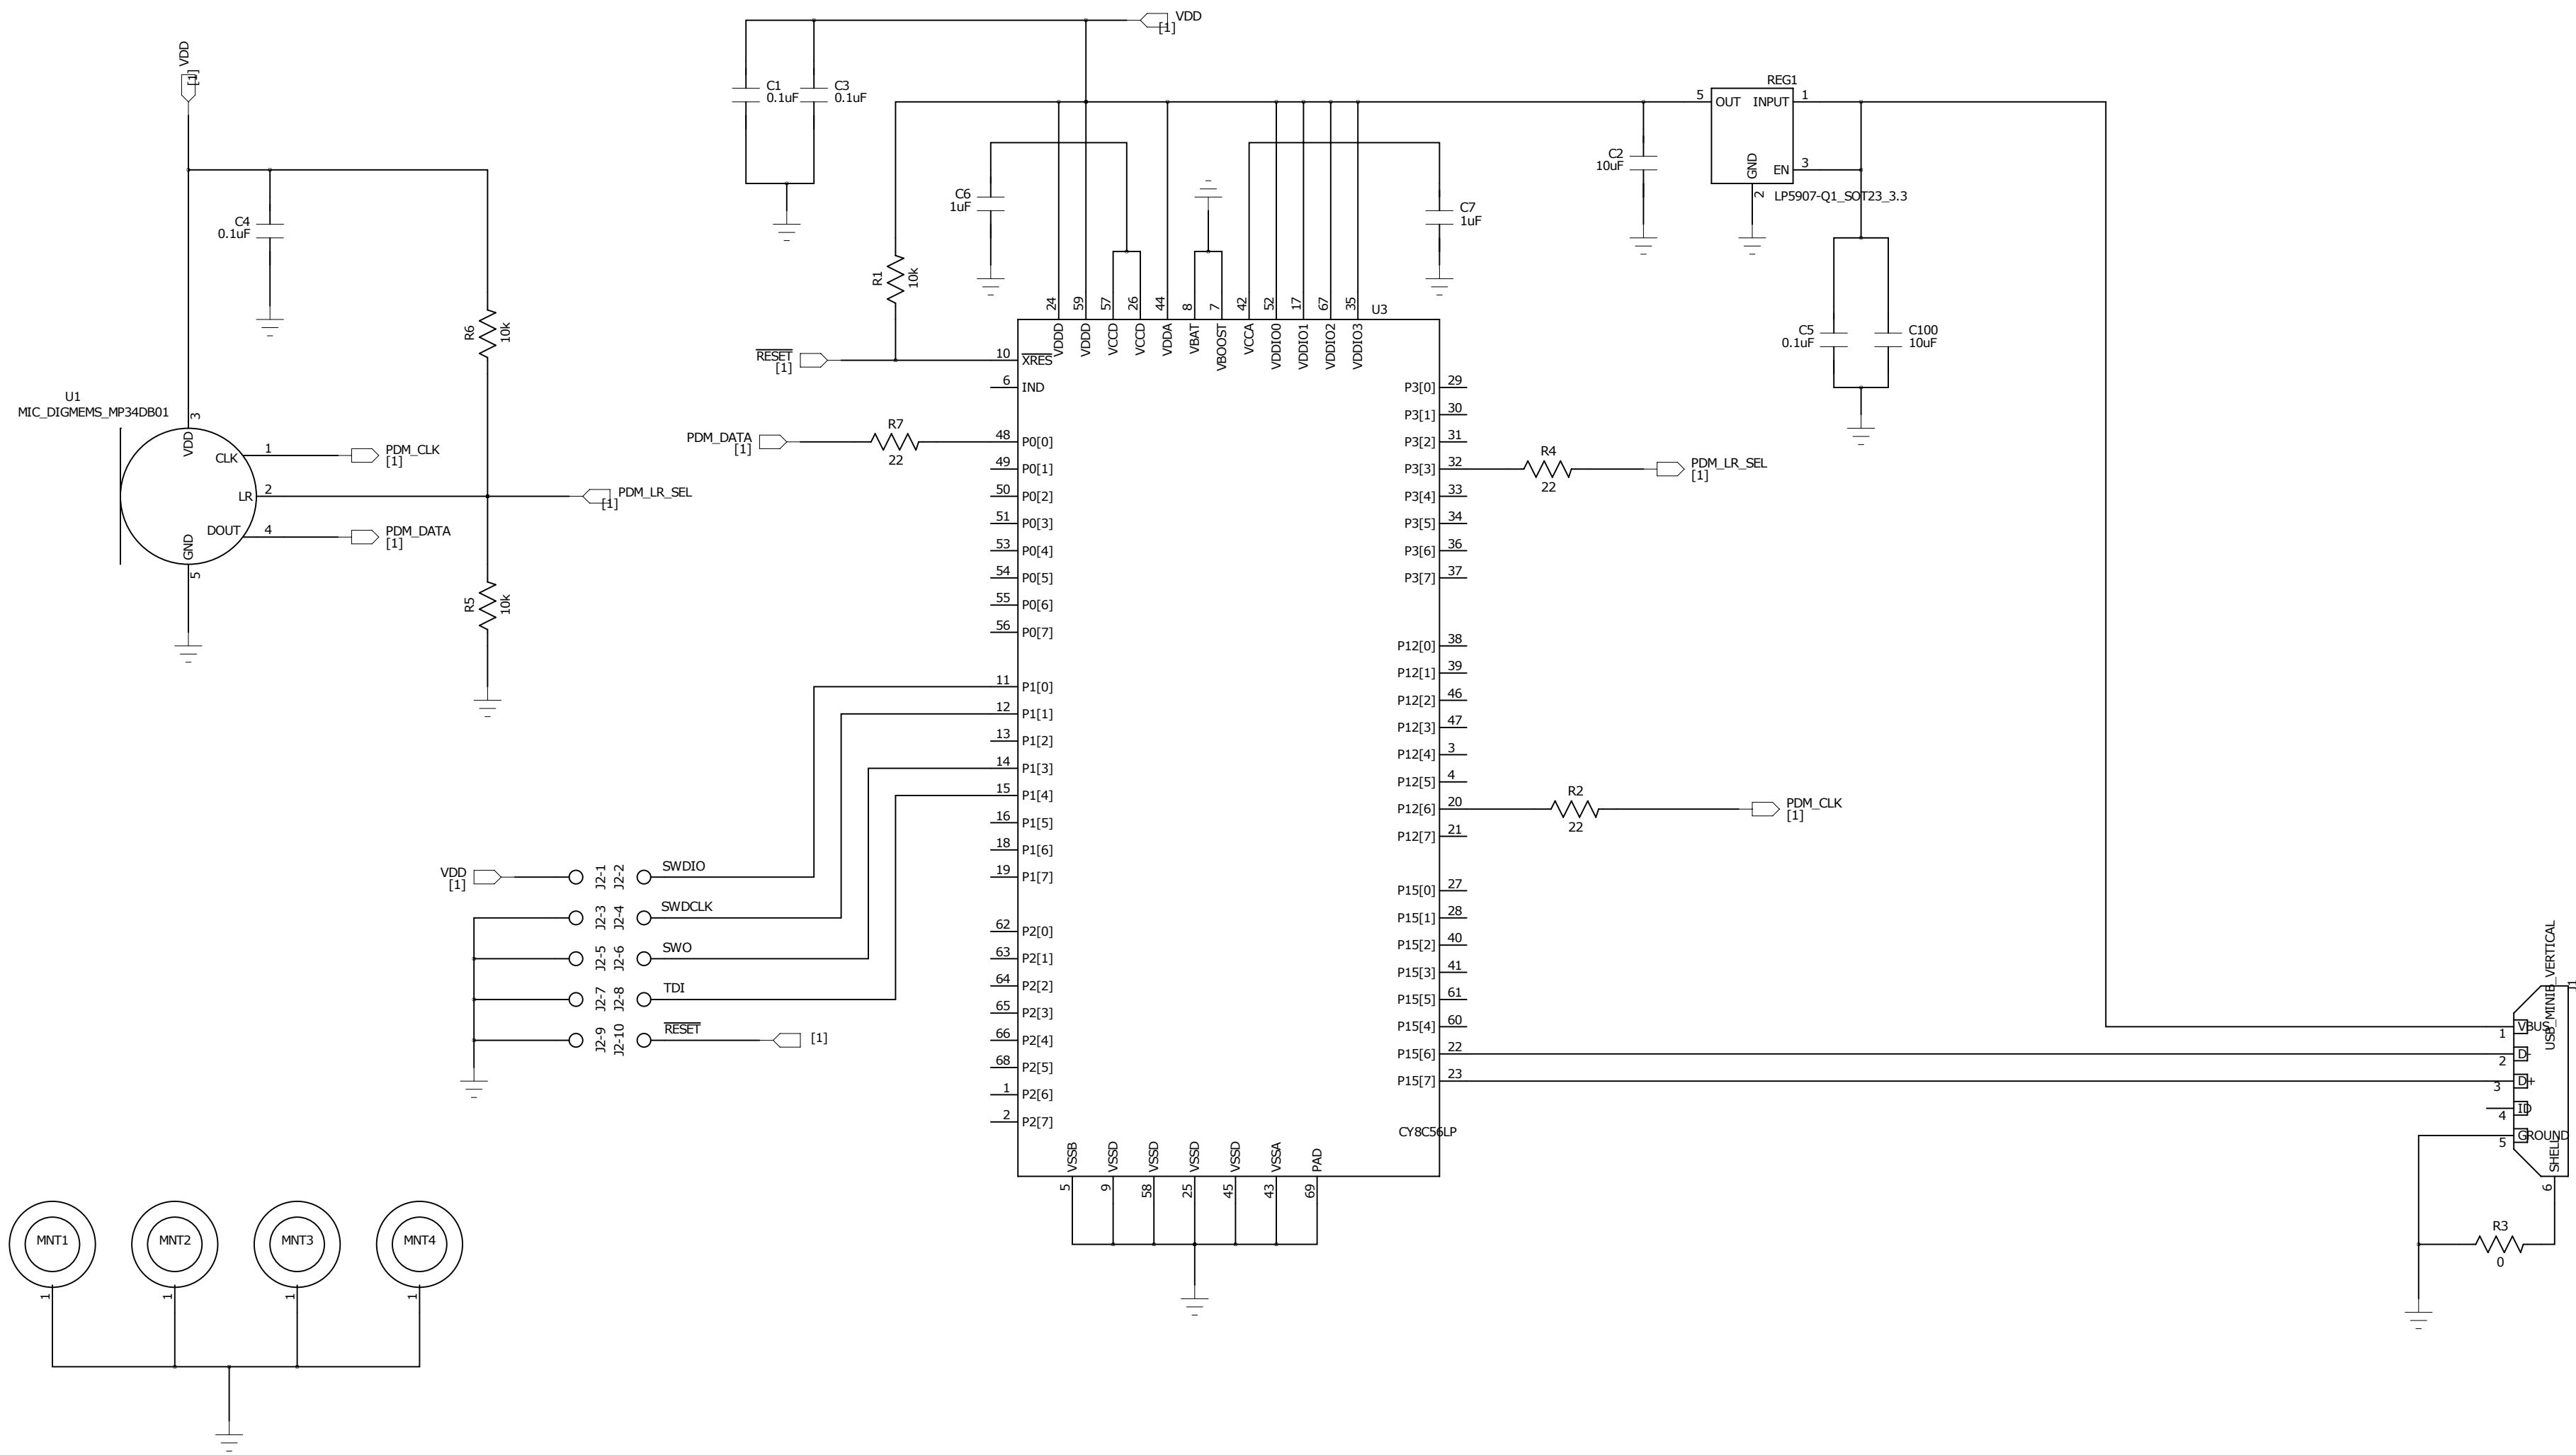 VDD
[1]
VDD
[1]
C1
0.1uF
C3
0.1uF
REG1
5
OUT
INPUT
1
GND
2
EN
3
LP5907-Q1_SOT23_3.3
C2
10uF
C4
0.1uF
C6
1uF
C7
1uF
R1
10k
R6
10k
C5
0.1uF
C100
10uF
U1
MIC_DIGMEMS_MP34DB01
3
VDD
CLK
1
PDM_CLK
[1]
LR
2
PDM_LR_SEL
[1]
DOUT
4
PDM_DATA
[1]
GND
5
R5
10k
U3
24
VDDD
59
VDDD
57
VCCD
26
VCCD
44
VDDA
8
VBAT
7
VBOOST
42
VCCA
52
VDDIO0
17
VDDIO1
67
VDDIO2
35
VDDIO3
RESET
[1]
10
XRES
6
IND
PDM_DATA
[1]
R7
22
48
P0[0]
49
P0[1]
50
P0[2]
51
P0[3]
53
P0[4]
54
P0[5]
55
P0[6]
56
P0[7]
11
P1[0]
12
P1[1]
13
P1[2]
14
P1[3]
15
P1[4]
16
P1[5]
18
P1[6]
19
P1[7]
62
P2[0]
63
P2[1]
64
P2[2]
65
P2[3]
66
P2[4]
68
P2[5]
1
P2[6]
2
P2[7]
P3[0]
29
P3[1]
30
P3[2]
31
P3[3]
32
R4
22
PDM_LR_SEL
[1]
P3[4]
33
P3[5]
34
P3[6]
36
P3[7]
37
P12[0]
38
P12[1]
39
P12[2]
46
P12[3]
47
P12[4]
3
P12[5]
4
P12[6]
20
R2
22
PDM_CLK
[1]
P12[7]
21
P15[0]
27
P15[1]
28
P15[2]
40
P15[3]
41
P15[5]
61
P15[4]
60
P15[6]
22
P15[7]
23
CY8C56LP
VSSB
5
VSSD
9
VSSD
58
VSSD
25
VSSD
45
VSSA
43
PAD
69
VDD
[1]
J2-1
J2-2
SWDIO
J2-3
J2-4
SWDCLK
J2-5
J2-6
SWO
J2-7
J2-8
TDI
J2-9
J2-10
RESET
[1]
J1
USB_MINIB_VERTICAL
VBUS
1
D-
2
D+
3
ID
4
GROUND
5
SHELL
6
R3
0
MNT1
1
MNT2
1
MNT3
1
MNT4
1